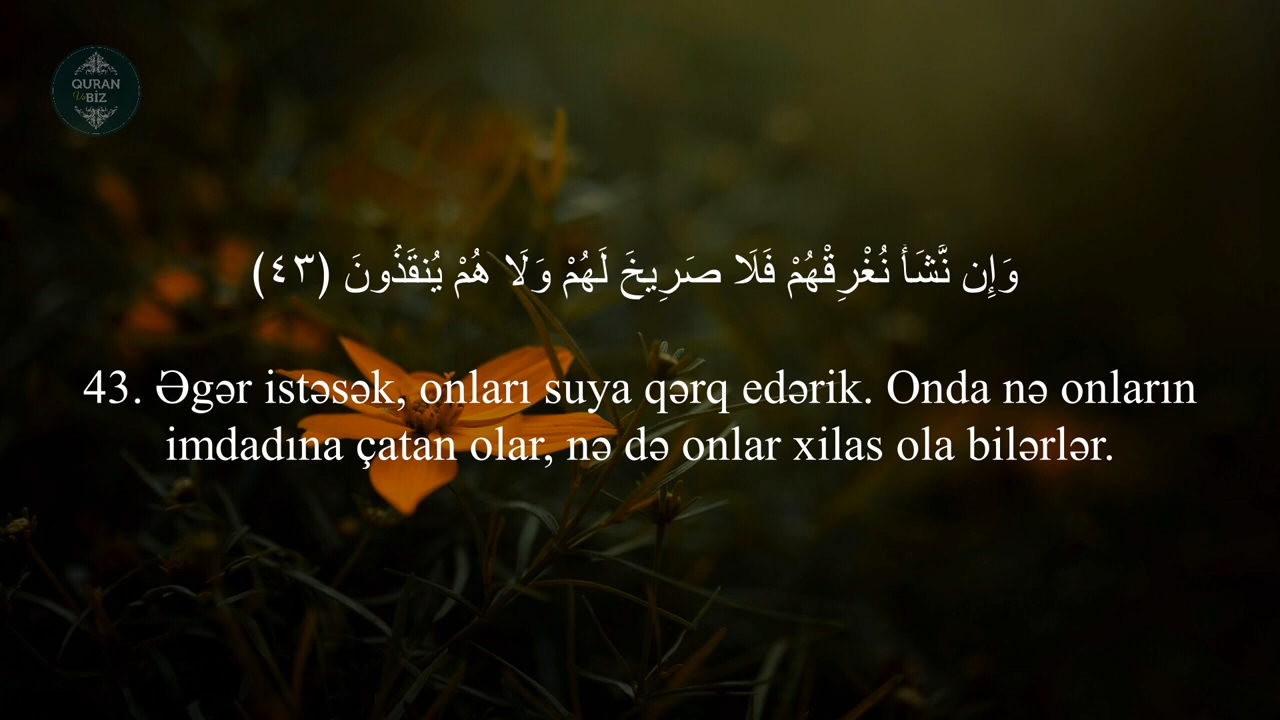 QURAN
Və BİZ
وَإِن نَّشَأْ نُغْرِقْهُمْ فَلَا صَرِيخَ لَهُمْ وَلَا هُمْ يُنقَذُونَ (٤٣)
43. Əgər istəsək, onları suya qərq edərik. Onda nə onların
imdadına çatan olar, nə də onlar xilas ola bilərlər.